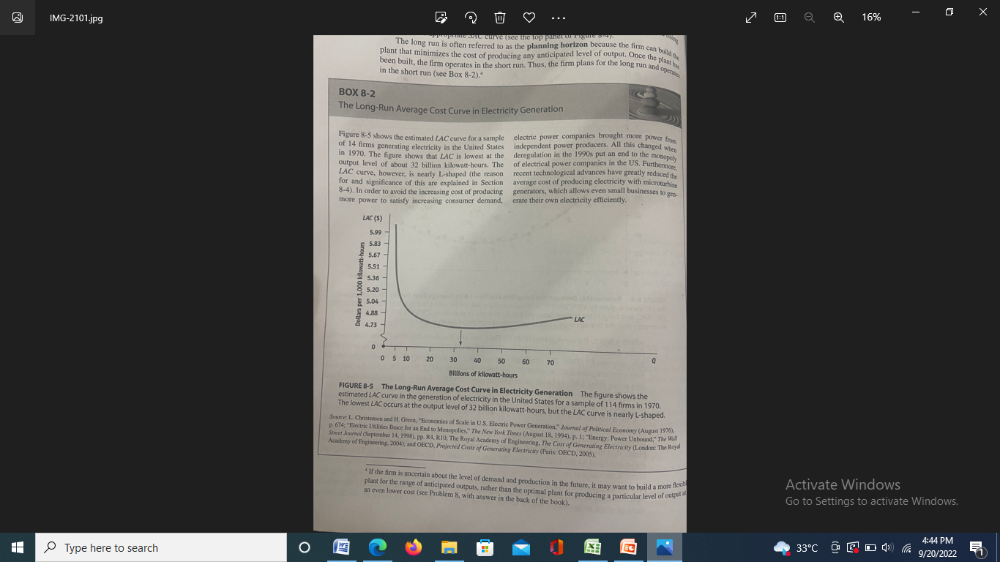 IMG-2101.jpg
16%
appropriate SAC curve (see the top panel of Figure 8-4).
The long run is often referred to as the planning horizon because the firm can build the
plant that minimizes the cost of producing any anticipated level of output. Once the plant has
been built, the firm operates in the short run. Thus, the firm plans for the long run and operates
in the short run (see Box 8-2).⁴
BOX 8-2
The Long-Run Average Cost Curve in Electricity Generation
Figure 8-5 shows the estimated LAC curve for a sample
of 14 firms generating electricity in the United States
in 1970. The figure shows that LAC is lowest at the
output level of about 32 billion kilowatt-hours. The
LAC curve, however, is nearly L-shaped (the reason
for and significance of this are explained in Section
8-4). In order to avoid the increasing cost of producing
more power to satisfy increasing consumer demand,
electric power companies brought more power from
independent power producers. All this changed when
deregulation in the 1990s put an end to the monopoly
of electrical power companies in the US. Furthermore,
recent technological advances have greatly reduced the
average cost of producing electricity with microturbine
generators, which allows even small businesses to gen-
erate their own electricity efficiently.
LAC ($)
5.99
5.83
5.67
5.51
5.36
5.20
5.04
4.88
4.73
0
Dollars per 1,000 kilowatt-hours
LAC
0 5 10 20 30 40 50 60 70 Q
Billions of kilowatt-hours
FIGURE 8-5 The Long-Run Average Cost Curve in Electricity Generation The figure shows the
estimated LAC curve in the generation of electricity in the United States for a sample of 114 firms in 1970.
The lowest LAC occurs at the output level of 32 billion kilowatt-hours, but the LAC curve is nearly L-shaped.
Source: L. Christensen and H. Green, "Economies of Scale in U.S. Electric Power Generation," Journal of Political Economy (August 1976),
p. 674; "Electric Utilities Brace for an End to Monopolies," The New York Times (August 18, 1994), p. 1; "Energy: Power Unbound," The Wall
Street Journal (September 14, 1998), pp. R4, R10; The Royal Academy of Engineering, The Cost of Generating Electricity (London: The Royal
Academy of Engineering, 2004); and OECD, Projected Costs of Generating Electricity (Paris: OECD, 2005).
⁴ If the firm is uncertain about the level of demand and production in the future, it may want to build a more flexib
plant for the range of anticipated outputs, rather than the optimal plant for producing a particular level of output at
an even lower cost (see Problem 8, with answer in the back of the book).
Activate Windows
Go to Settings to activate Windows.
Type here to search
33°C
4:44 PM
9/20/2022
1